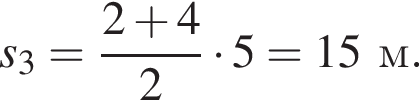 s₃ = (2 + 4)/2 · 5 = 15 м.